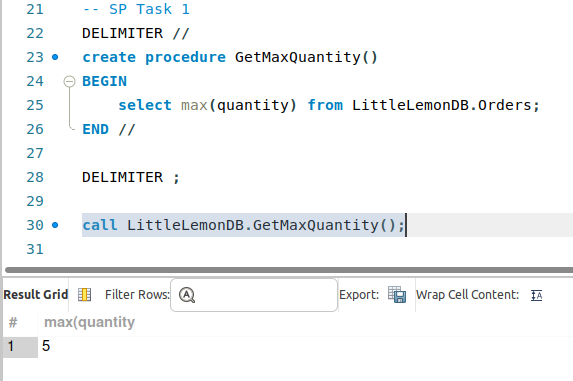 21 -- SP Task 1
22 DELIMITER //
23 create procedure GetMaxQuantity()
24 BEGIN
25 select max(quantity) from LittleLemonDB.Orders;
26 END //
27
28 DELIMITER ;
29
30 call LittleLemonDB.GetMaxQuantity();
31
Result Grid Filter Rows: Export: Wrap Cell Content: IA
# max(quantity
1 5